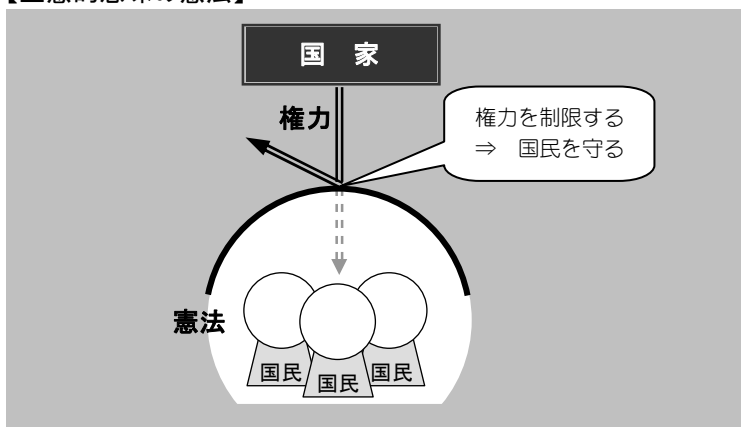 国　家
権力
権力を制限する
⇒　国民を守る
憲法
国民
国民
国民